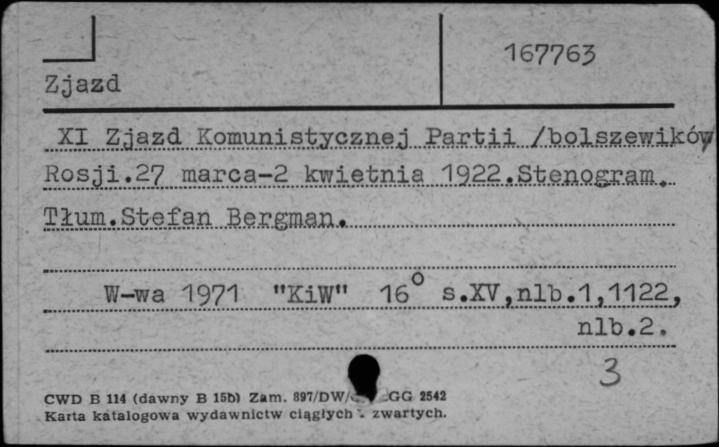 167763
Zjazd
XI Zjazd Komunistycznej Partii /bolszewików/
Rosji.27 marca-2 kwietnia 1922.Stenogram.
Tłum.Stefan Bergman.
W-wa 1971 "KiW" 16° s.XV,nlb.1,1122,
nlb.2.
3
CWD B 114 (dawny B 15b) Zam. 897/DW/ GG 2542
Karta katalogowa wydawnictw ciągłych zwartych.